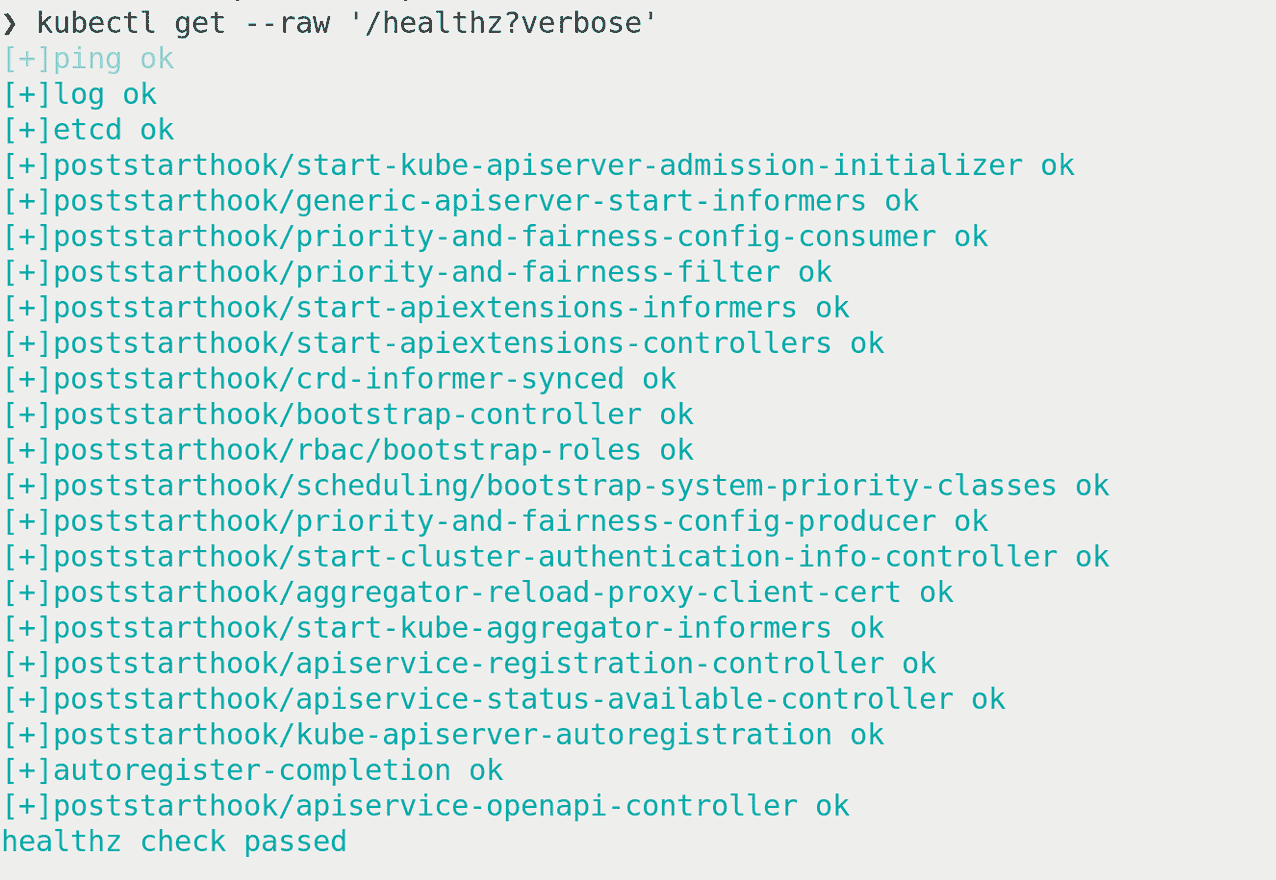 ❯ kubectl get --raw '/healthz?verbose'
[+]ping ok
[+]log ok
[+]etcd ok
[+]poststarthook/start-kube-apiserver-admission-initializer ok
[+]poststarthook/generic-apiserver-start-informers ok
[+]poststarthook/priority-and-fairness-config-consumer ok
[+]poststarthook/priority-and-fairness-filter ok
[+]poststarthook/start-apiextensions-informers ok
[+]poststarthook/start-apiextensions-controllers ok
[+]poststarthook/crd-informer-synced ok
[+]poststarthook/bootstrap-controller ok
[+]poststarthook/rbac/bootstrap-roles ok
[+]poststarthook/scheduling/bootstrap-system-priority-classes ok
[+]poststarthook/priority-and-fairness-config-producer ok
[+]poststarthook/start-cluster-authentication-info-controller ok
[+]poststarthook/aggregator-reload-proxy-client-cert ok
[+]poststarthook/start-kube-aggregator-informers ok
[+]poststarthook/apiservice-registration-controller ok
[+]poststarthook/apiservice-status-available-controller ok
[+]poststarthook/kube-apiserver-autoregistration ok
[+]autoregister-completion ok
[+]poststarthook/apiservice-openapi-controller ok
healthz check passed